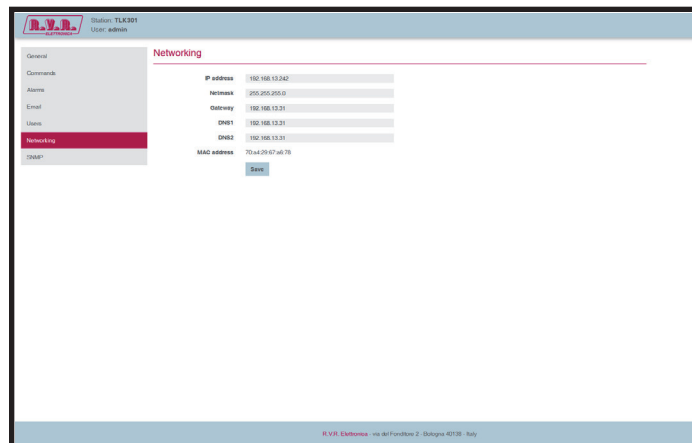 R.V.R.
ELETTRONICA
Station: TLK301
User: admin
General
Commands
Alarms
Email
Users
Networking
SNMP
Networking
IP address 192.168.13.242
Netmask 255.255.255.0
Gateway 192.168.13.31
DNS1 192.168.13.31
DNS2 192.168.13.31
MAC address 70:a4:29:67:a6:78
Save
R.V.R. Elettronica - via del Fonditore 2 - Bologna 40138 - Italy